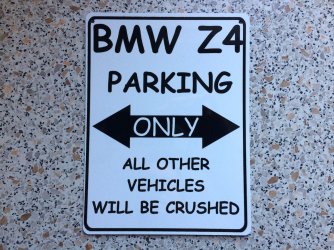 BMW Z4
PARKING
ONLY
ALL OTHER
VEHICLES
WILL BE CRUSHED